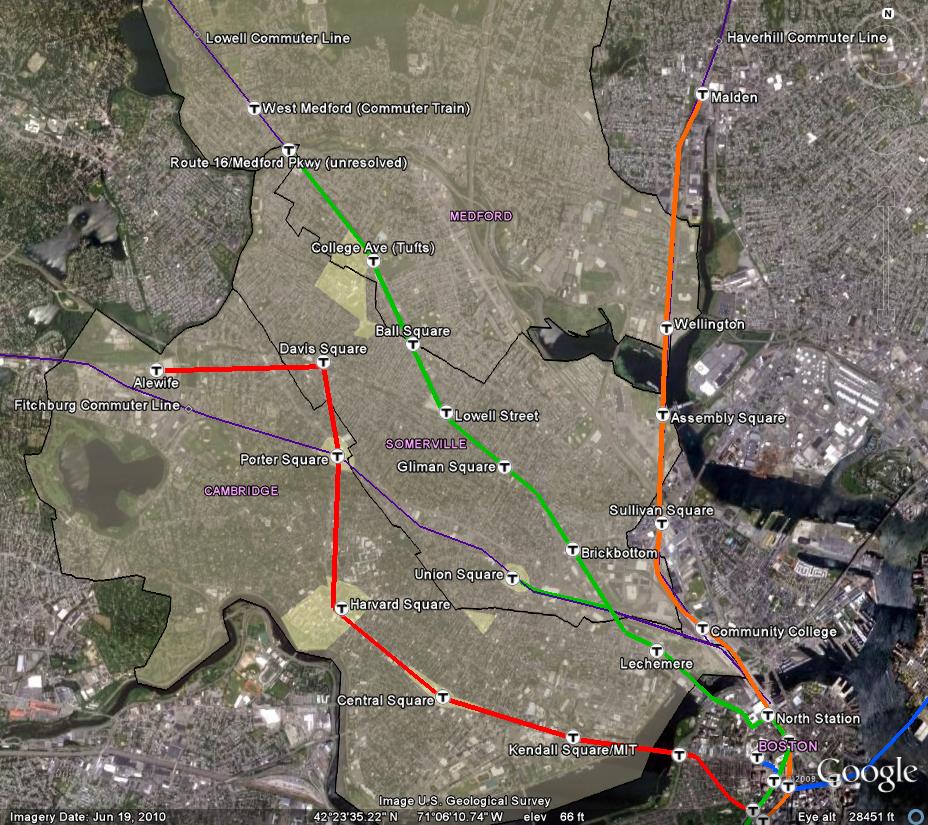 N
Lowell Commuter Line
Haverhill Commuter Line
Malden
West Medford (Commuter Train)
Route 16/Medford Pkwy (unresolved)
MEDFORD
College Ave (Tufts)
Wellington
Ball Square
Davis Square
Alewife
Fitchburg Commuter Line
Lowell Street
Assembly Square
SOMERVILLE
Porter Square
Gilman Square
CAMBRIDGE
Sullivan Square
Brickbottom
Union Square
Harvard Square
Community College
Lechemere
Central Square
North Station
Kendall Square/MIT
BOSTON
©2009 Google
Image U.S. Geological Survey
Imagery Date: Jun 19, 2010 42°23'35.22" N 71°06'10.74" W elev 66 ft Eye alt 28451 ft